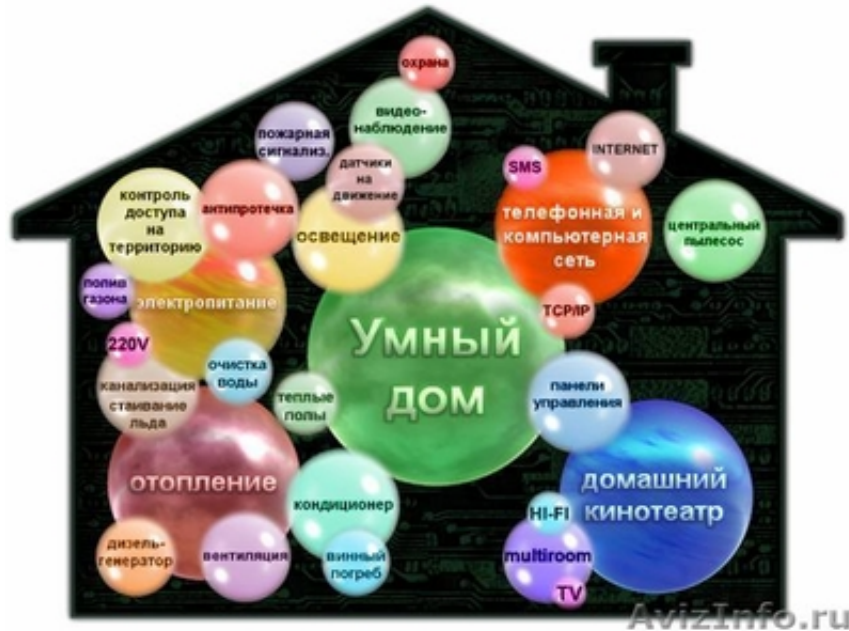 охрана
видео-
наблюдение
пожарная
сигнализ.
датчики
на
движение
SMS
INTERNET
контроль
доступа
на
территорию
антипротечка
освещение
телефонная и
компьютерная
сеть
центральный
пылесос
полив
газона
электропитание
TCP/IP
220V
Умный
дом
очистка
воды
канализация
стаивание
льда
теплые
полы
панели
управления
отопление
домашний
кинотеатр
кондиционер
HI-FI
дизель-
генератор
вентиляция
винный
погреб
multiroom
TV
AvizInfo.ru